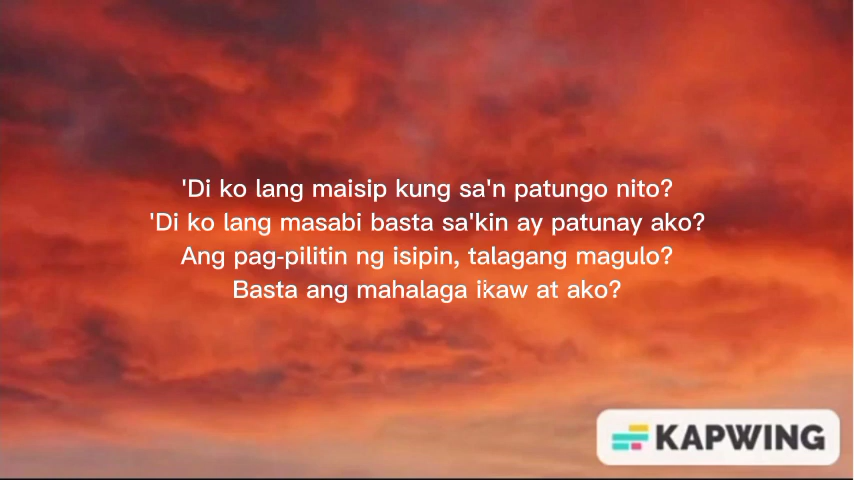 'Di ko lang maisip kung sa'n patungo nito?
'Di ko lang masabi basta sa'kin ay patunay ako?
Ang pag-pilitin ng isipin, talagang magulo?
Basta ang mahalaga ikaw at ako?
KAPWING